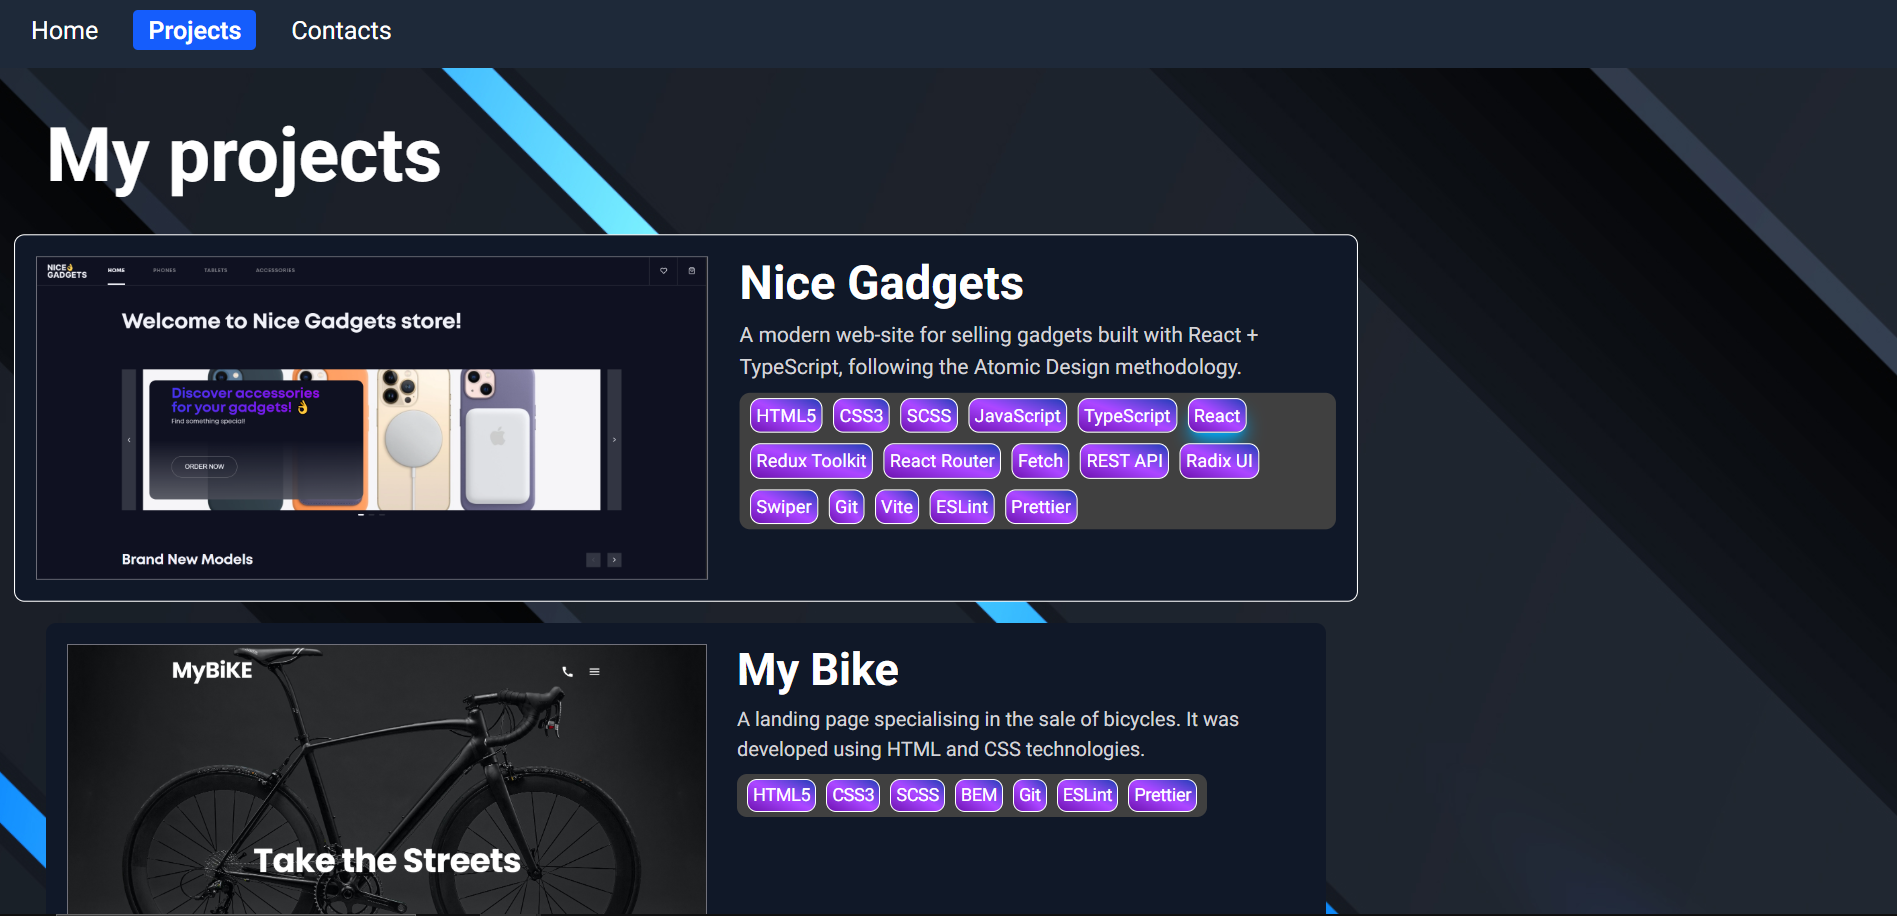 Home Projects Contacts
My projects
NICE👌
GADGETS
HOME PHONES TABLETS ACCESSORIES
Welcome to Nice Gadgets store!
Discover accessories
for your gadgets! 👌
Find something special!
ORDER NOW
Brand New Models
Nice Gadgets
A modern web-site for selling gadgets built with React +
TypeScript, following the Atomic Design methodology.
HTML5 CSS3 SCSS JavaScript TypeScript React
Redux Toolkit React Router Fetch REST API Radix UI
Swiper Git Vite ESLint Prettier
MyBiKE
Take the Streets
My Bike
A landing page specialising in the sale of bicycles. It was
developed using HTML and CSS technologies.
HTML5 CSS3 SCSS BEM Git ESLint Prettier